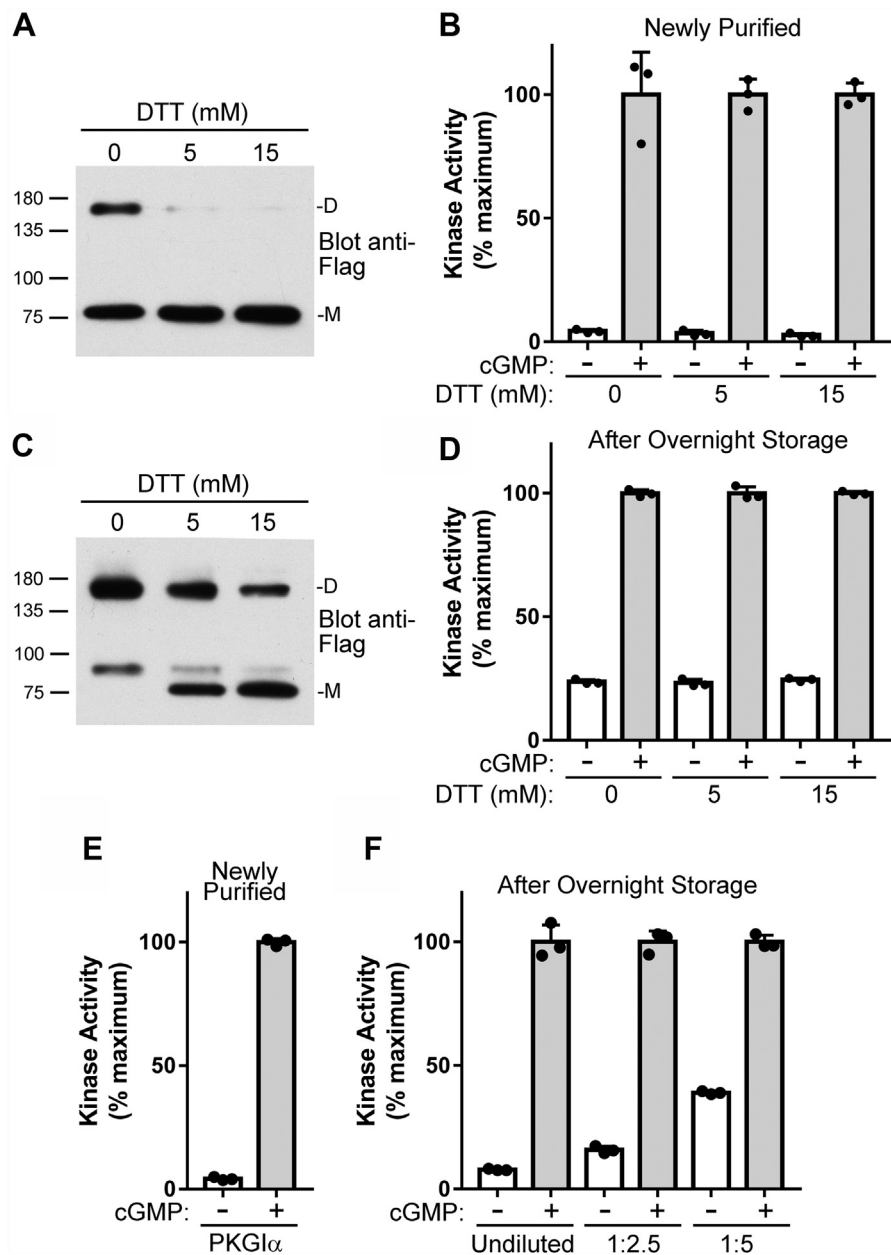 A
DTT (mM)
0 5 15
180
135
100
75
-D
Blot anti-
Flag
-M
B
Newly Purified
Kinase Activity
(% maximum)
100
50
0
cGMP: - + - + - +
DTT (mM): 0 5 15
C
DTT (mM)
0 5 15
180
135
100
75
-D
Blot anti-
Flag
-M
D
After Overnight Storage
Kinase Activity
(% maximum)
100
50
0
cGMP: - + - + - +
DTT (mM): 0 5 15
E
Newly
Purified
Kinase Activity
(% maximum)
100
50
0
cGMP: - +
PKGIα
F
After Overnight Storage
Kinase Activity
(% maximum)
100
50
0
cGMP: - + - + - +
Undiluted 1:2.5 1:5